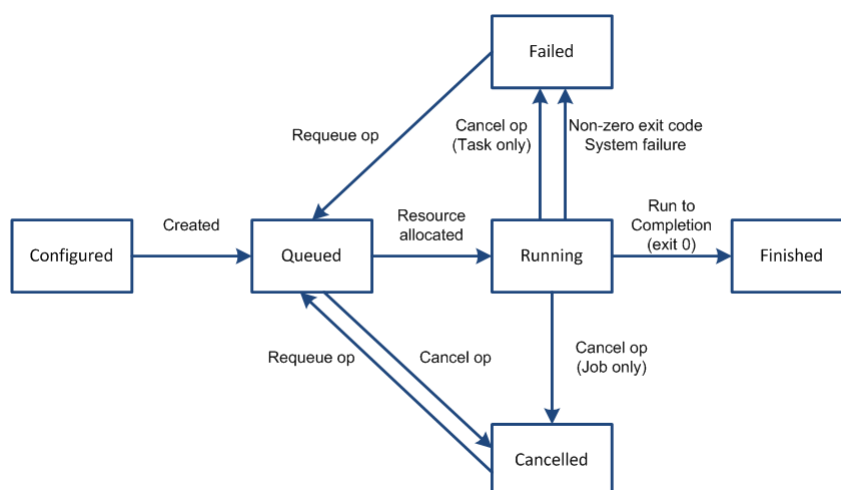 Failed
Requeue op
Cancel op
(Task only)
Non-zero exit code
System failure
Configured
Created
Queued
Resource
allocated
Running
Run to
Completion
(exit 0)
Finished
Requeue op
Cancel op
Cancel op
(Job only)
Cancelled